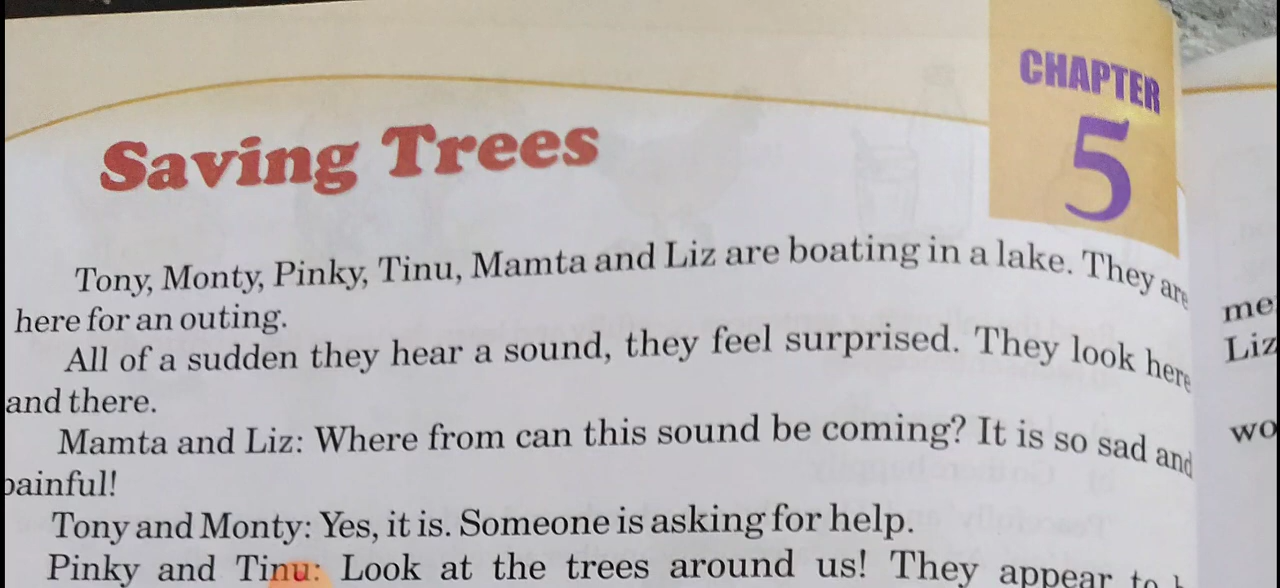 CHAPTER
5
Saving Trees
Tony, Monty, Pinky, Tinu, Mamta and Liz are boating in a lake. They are
here for an outing.
All of a sudden they hear a sound, they feel surprised. They look here
and there.
Mamta and Liz: Where from can this sound be coming? It is so sad and
painful!
Tony and Monty: Yes, it is. Someone is asking for help.
Pinky and Tinu: Look at the trees around us! They appear to
me
Liz
wo